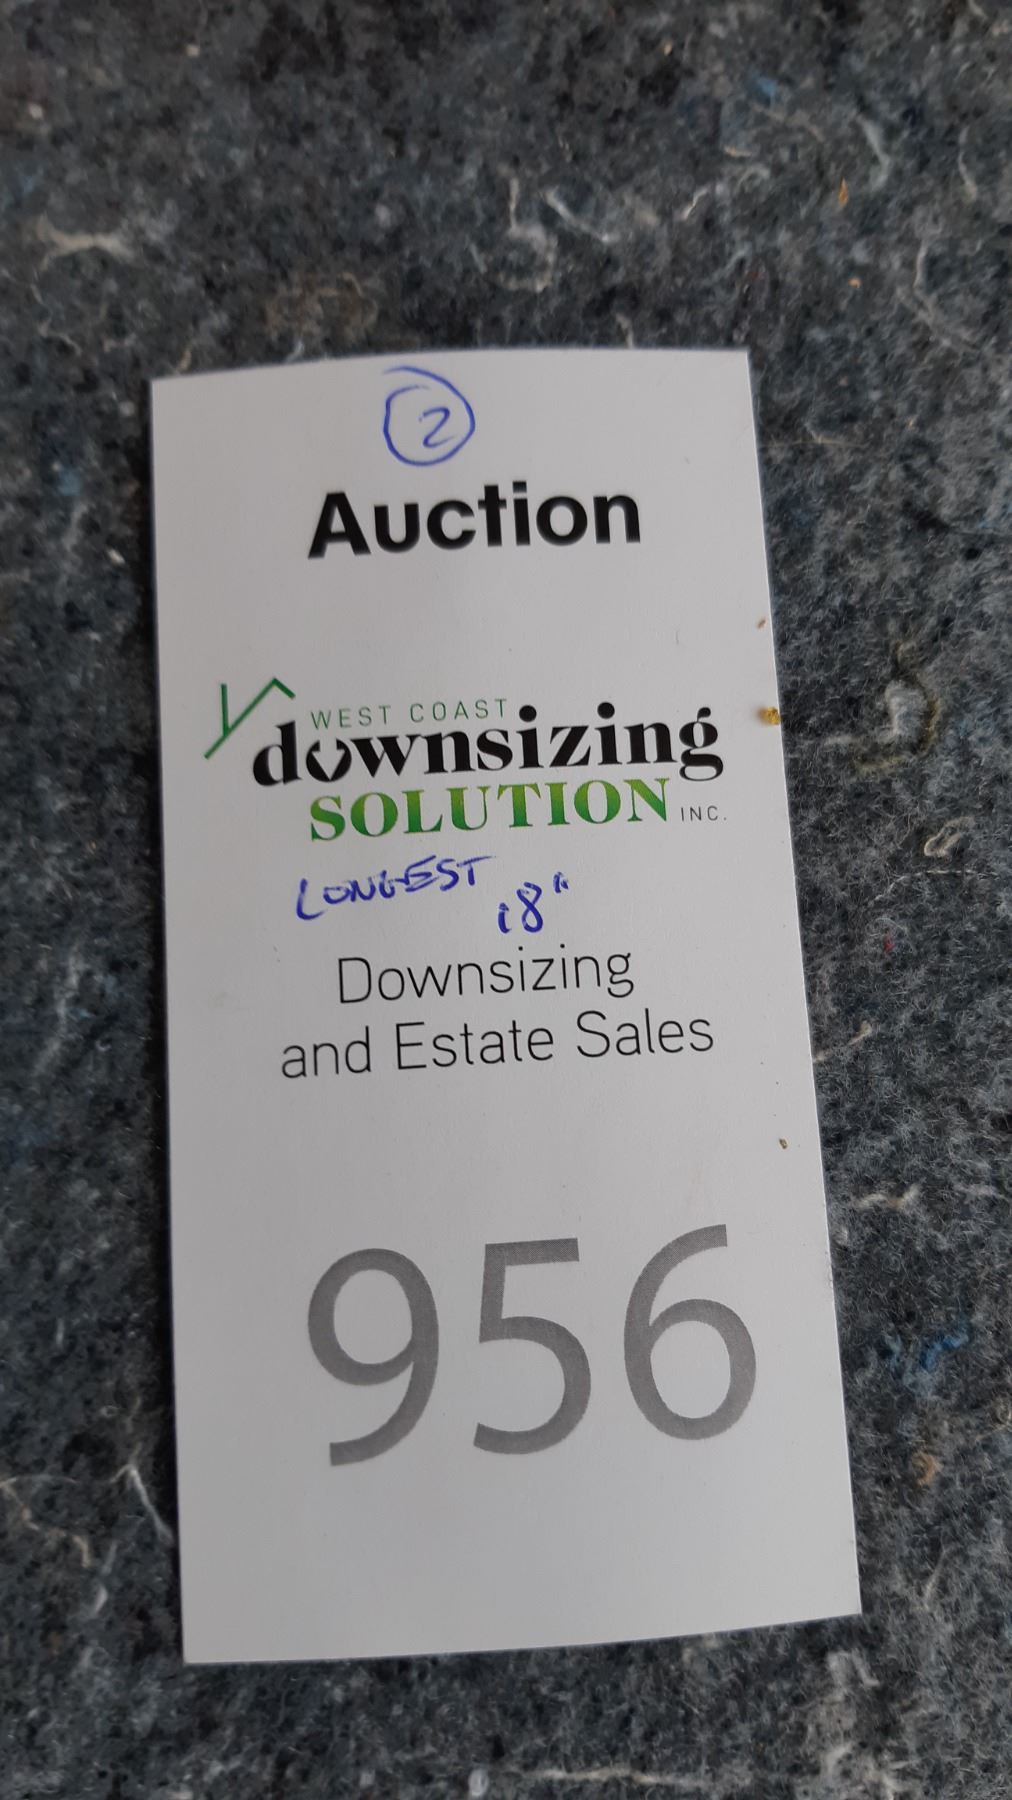 2
Auction
WEST COAST
downsizing
SOLUTION INC.
LONGEST 18"
Downsizing
and Estate Sales
956